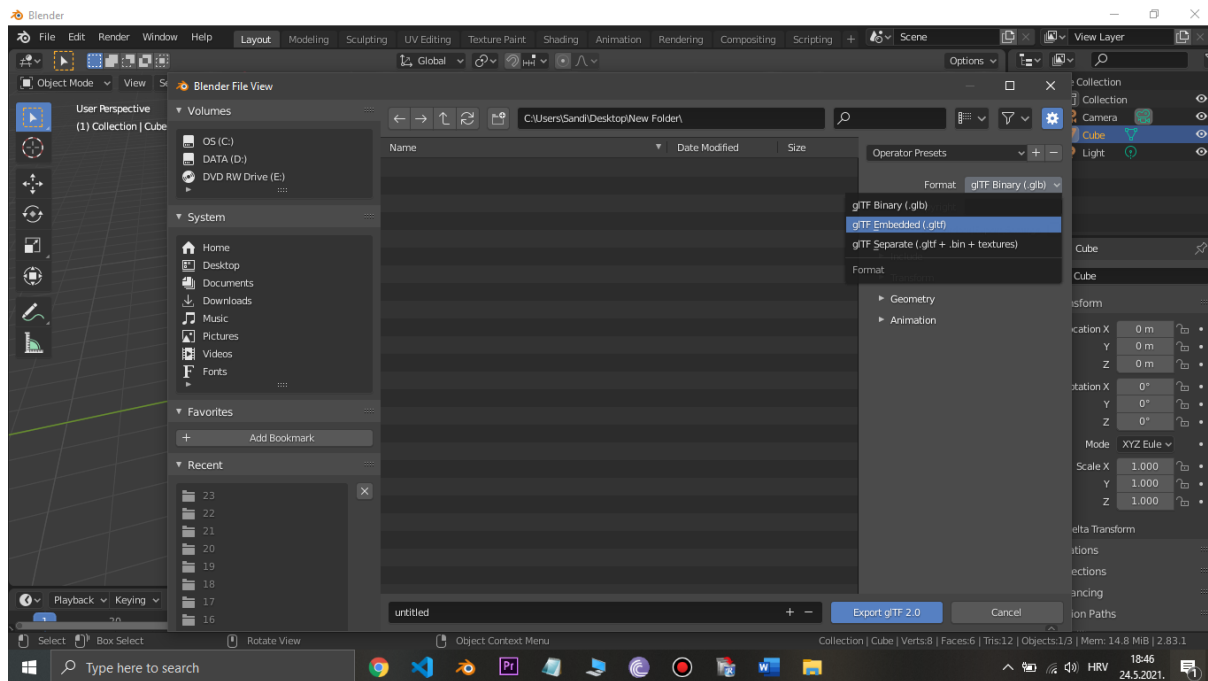 Blender
File Edit Render Window Help Layout Modeling Sculpting UV Editing Texture Paint Shading Animation Rendering Compositing Scripting + Scene View Layer
Global Options
Object Mode View
User Perspective
(1) Collection | Cube
Blender File View
Volumes
OS (C:)
DATA (D:)
DVD RW Drive (E:)
System
Home
Desktop
Documents
Downloads
Music
Pictures
Videos
Fonts
Favorites
+ Add Bookmark
Recent
23
22
21
20
19
18
17
16
C:\Users\Sandi\Desktop\New Folder\
Name Date Modified Size
untitled + −
Operator Presets + −
Format glTF Binary (.glb)
glTF Binary (.glb)
glTF Embedded (.gltf)
glTF Separate (.gltf + .bin + textures)
Format
Geometry
Animation
Export glTF 2.0 Cancel
Collection
Collection
Camera
Cube
Light
Cube
Cube
X 0 m
Y 0 m
Z 0 m
X 0°
Y 0°
Z 0°
Mode XYZ Eule
Scale X 1.000
Y 1.000
Z 1.000
Playback Keying
1 20
Select Box Select Rotate View Object Context Menu Collection | Cube | Verts:8 | Faces:6 | Tris:12 | Objects:1/3 | Mem: 14.8 MiB | 2.83.1
Type here to search Pr HRV 18:46
24.5.2021.